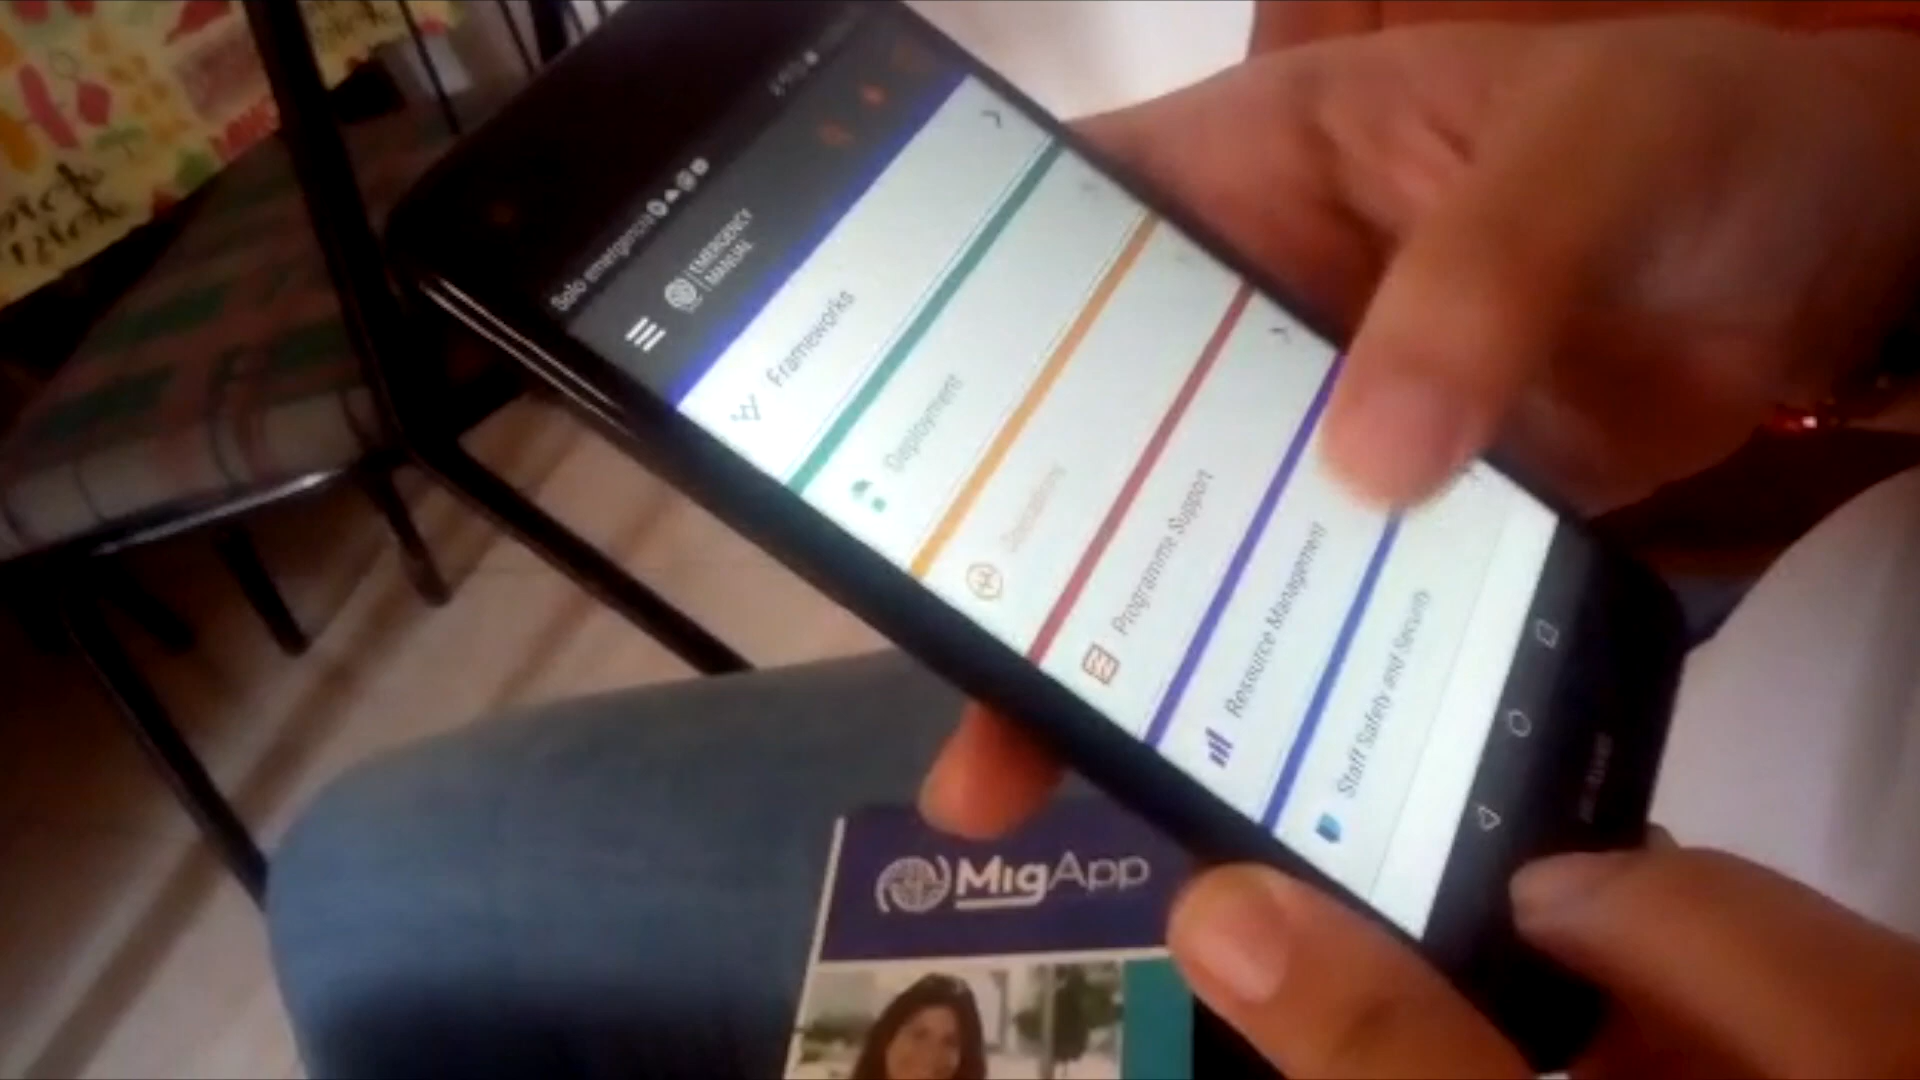 Solo emergencia
EMERGENCY
MANUAL
Frameworks
Deployment
Programme Support
Resource Management
Staff Safety and Security
MigApp